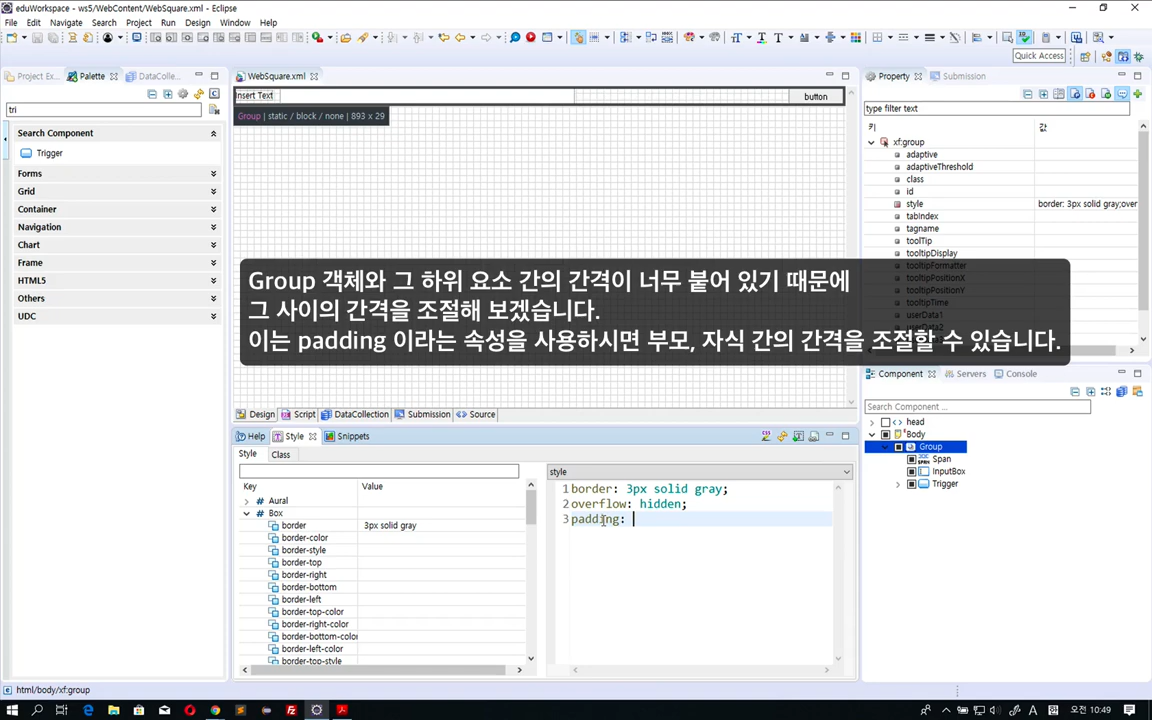 eduWorkspace - ws5/WebContent/WebSquare.xml - Eclipse
File Edit Navigate Search Project Run Design Window Help
Quick Access
Project Ex...
Palette
DataColle...
WebSquare.xml
Property
Submission
tri
Search Component
Trigger
Forms
Grid
Container
Navigation
Chart
Frame
HTML5
Others
UDC
Insert Text
button
Group | static / block / none | 893 x 29
type filter text
키 값
xf:group
adaptive
adaptiveThreshold
class
id
style border: 3px solid gray;over
tabIndex
tagname
toolTip
tooltipDisplay
tooltipFormatter
tooltipPositionX
tooltipPositionY
tooltipTime
userData1
userData2
Group 객체와 그 하위 요소 간의 간격이 너무 붙어 있기 때문에
그 사이의 간격을 조절해 보겠습니다.
이는 padding 이라는 속성을 사용하시면 부모, 자식 간의 간격을 조절할 수 있습니다.
Design Script DataCollection Submission Source
Help Style Snippets
Style Class
Key Value
Aural
Box
border 3px solid gray
border-color
border-style
border-top
border-right
border-bottom
border-left
border-top-color
border-right-color
border-bottom-colo
border-left-color
border-top-style
style
1 border: 3px solid gray;
2 overflow: hidden;
3 padding:
Component Servers Console
Search Component ...
head
*Body
Group
Span
InputBox
Trigger
html/body/xf:group
오전 10:49